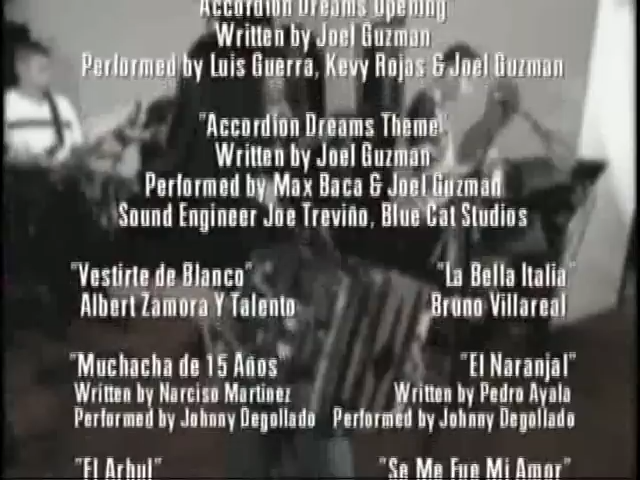 Accordion Dreams Opening
Written by Joel Guzman
Performed by Luis Guerra, Kevy Rojas & Joel Guzman
"Accordion Dreams Theme"
Written by Joel Guzman
Performed by Max Baca & Joel Guzman
Sound Engineer Joe Treviño, Blue Cat Studios
"Vestirte de Blanco"
Albert Zamora Y Talento
"La Bella Italia"
Bruno Villareal
"Muchacha de 15 Años"
Written by Narciso Martinez
Performed by Johnny Degollado
"El Naranjal"
Written by Pedro Ayala
Performed by Johnny Degollado
"El Arbul"
"Se Me Fue Mi Amor"